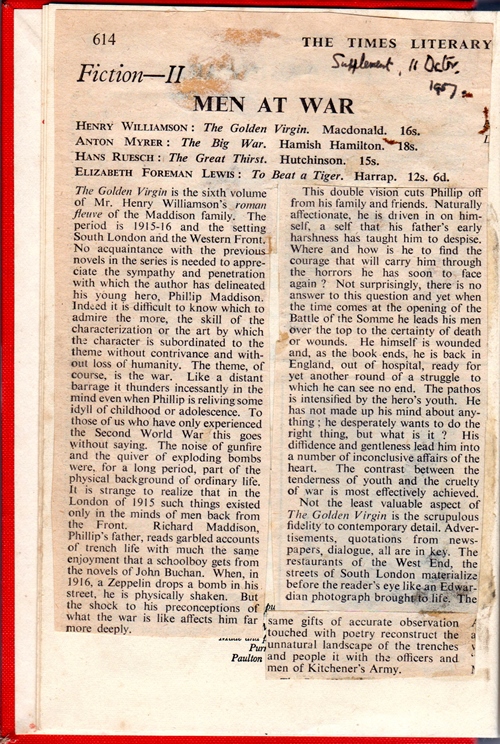 614
THE TIMES LITERARY
Supplement, 11 Octbr.
1957.
Fiction—II
MEN AT WAR
HENRY WILLIAMSON : The Golden Virgin. Macdonald. 16s.
ANTON MYRER : The Big War. Hamish Hamilton. 18s.
HANS RUESCH : The Great Thirst. Hutchinson. 15s.
ELIZABETH FOREMAN LEWIS : To Beat a Tiger. Harrap. 12s. 6d.
The Golden Virgin is the sixth volume
of Mr. Henry Williamson's roman
fleuve of the Maddison family. The
period is 1915-16 and the setting
South London and the Western Front.
No acquaintance with the previous
novels in the series is needed to appre-
ciate the sympathy and penetration
with which the author has delineated
his young hero, Phillip Maddison.
Indeed it is difficult to know which to
admire the more, the skill of the
characterization or the art by which
the character is subordinated to the
theme without contrivance and with-
out loss of humanity. The theme, of
course, is the war. Like a distant
barrage it thunders incessantly in the
mind even when Phillip is reliving some
idyll of childhood or adolescence. To
those of us who have only experienced
the Second World War this goes
without saying. The noise of gunfire
and the quiver of exploding bombs
were, for a long period, part of the
physical background of ordinary life.
It is strange to realize that in the
London of 1915 such things existed
only in the minds of men back from
the Front. Richard Maddison,
Phillip's father, reads garbled accounts
of trench life with much the same
enjoyment that a schoolboy gets from
the novels of John Buchan. When, in
1916, a Zeppelin drops a bomb in his
street, he is physically shaken. But
the shock to his preconceptions of
what the war is like affects him far
more deeply.
This double vision cuts Phillip off
from his family and friends. Naturally
affectionate, he is driven in on him-
self, a self that his father's early
harshness has taught him to despise.
Where and how is he to find the
courage that will carry him through
the horrors he has soon to face
again ? Not surprisingly, there is no
answer to this question and yet when
the time comes at the opening of the
Battle of the Somme he leads his men
over the top to the certainty of death
or wounds. He himself is wounded
and, as the book ends, he is back in
England, out of hospital, ready for
yet another round of a struggle to
which he can see no end. The pathos
is intensified by the hero's youth. He
has not made up his mind about any-
thing ; he desperately wants to do the
right thing, but what is it ? His
diffidence and gentleness lead him into
a number of inconclusive affairs of the
heart. The contrast between the
tenderness of youth and the cruelty
of war is most effectively achieved.
Not the least valuable aspect of
The Golden Virgin is the scrupulous
fidelity to contemporary detail. Adver-
tisements, quotations from news-
papers, dialogue, all are in key. The
restaurants of the West End, the
streets of South London materialize
before the reader's eye like an Edwar-
dian photograph brought to life. The
same gifts of accurate observation
touched with poetry reconstruct the
unnatural landscape of the trenches
and people it with the officers and
men of Kitchener's Army.
pu
Puri
Paulton